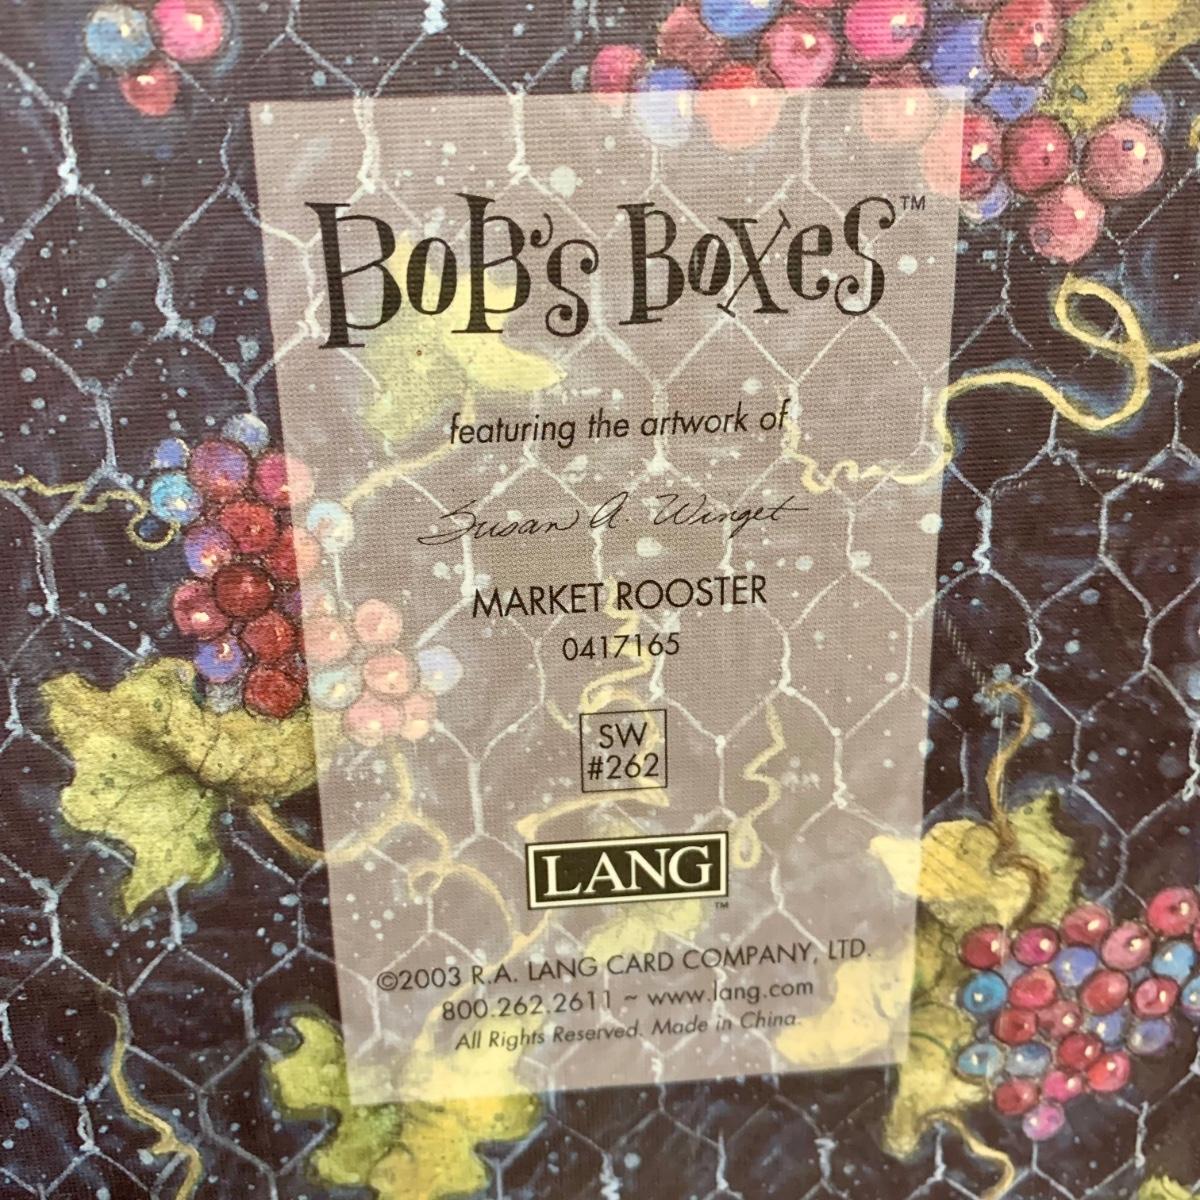 BOB'S BOXES™
featuring the artwork of
Susan A. Winget
MARKET ROOSTER
0417165
SW
#262
LANG™
©2003 R.A. LANG CARD COMPANY, LTD.
800.262.2611 ~ www.lang.com
All Rights Reserved. Made in China.